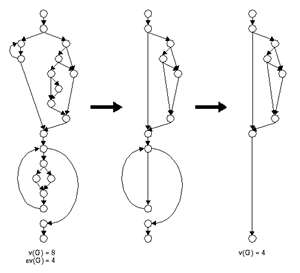 v(G) = 8
ev(G) = 4
v(G) = 4